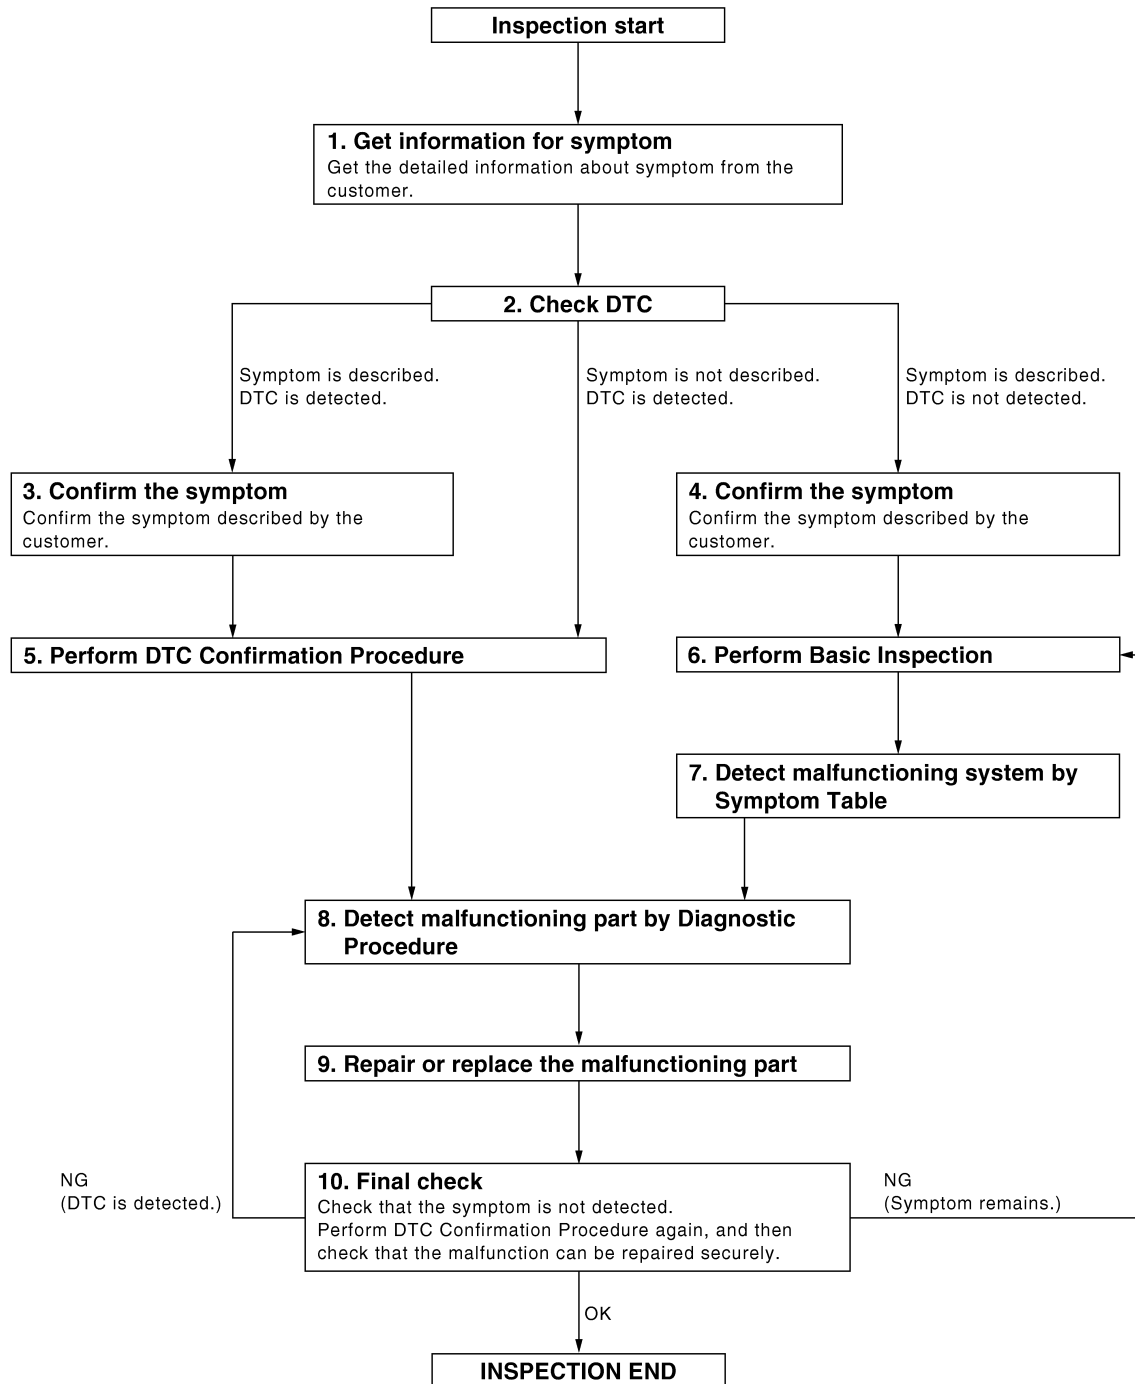 Inspection start
1. Get information for symptom
Get the detailed information about symptom from the
customer.
2. Check DTC
Symptom is described.
DTC is detected.
Symptom is not described.
DTC is detected.
Symptom is described.
DTC is not detected.
3. Confirm the symptom
Confirm the symptom described by the
customer.
4. Confirm the symptom
Confirm the symptom described by the
customer.
5. Perform DTC Confirmation Procedure
6. Perform Basic Inspection
7. Detect malfunctioning system by
Symptom Table
8. Detect malfunctioning part by Diagnostic
Procedure
9. Repair or replace the malfunctioning part
NG
(DTC is detected.)
10. Final check
Check that the symptom is not detected.
Perform DTC Confirmation Procedure again, and then
check that the malfunction can be repaired securely.
NG
(Symptom remains.)
OK
INSPECTION END